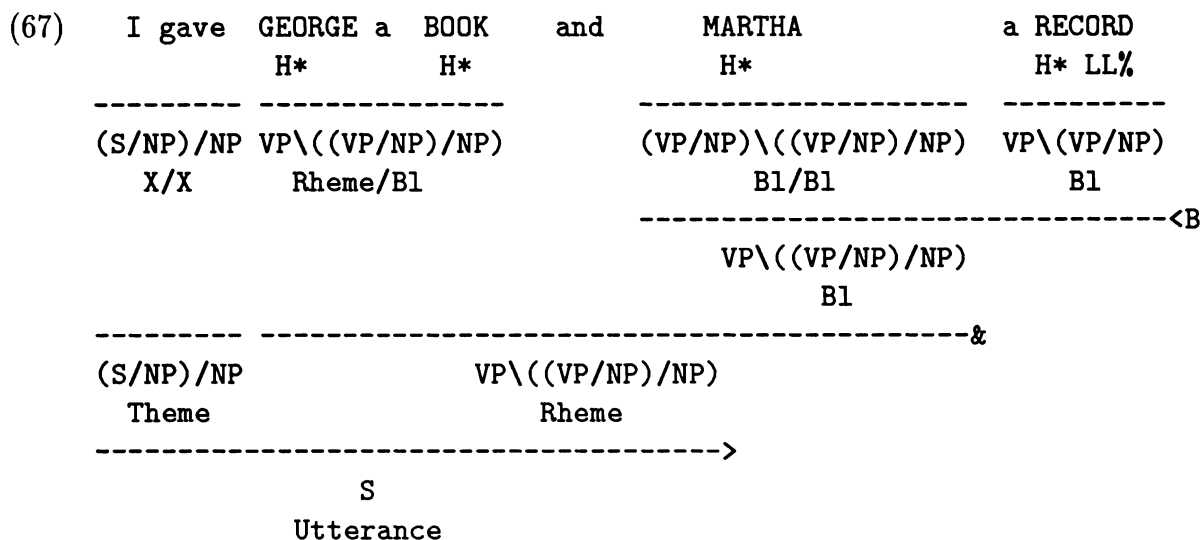 (67) I gave GEORGE a BOOK and MARTHA a RECORD
H* H* H* H* LL%
--------- --------------- -------------------- ----------
(S/NP)/NP VP\((VP/NP)/NP) (VP/NP)\((VP/NP)/NP) VP\(VP/NP)
X/X Rheme/Bl Bl/Bl Bl
--------------------------------<B
VP\((VP/NP)/NP)
Bl
--------- -------------------------------------------&
(S/NP)/NP VP\((VP/NP)/NP)
Theme Rheme
-------------------------------------->
S
Utterance